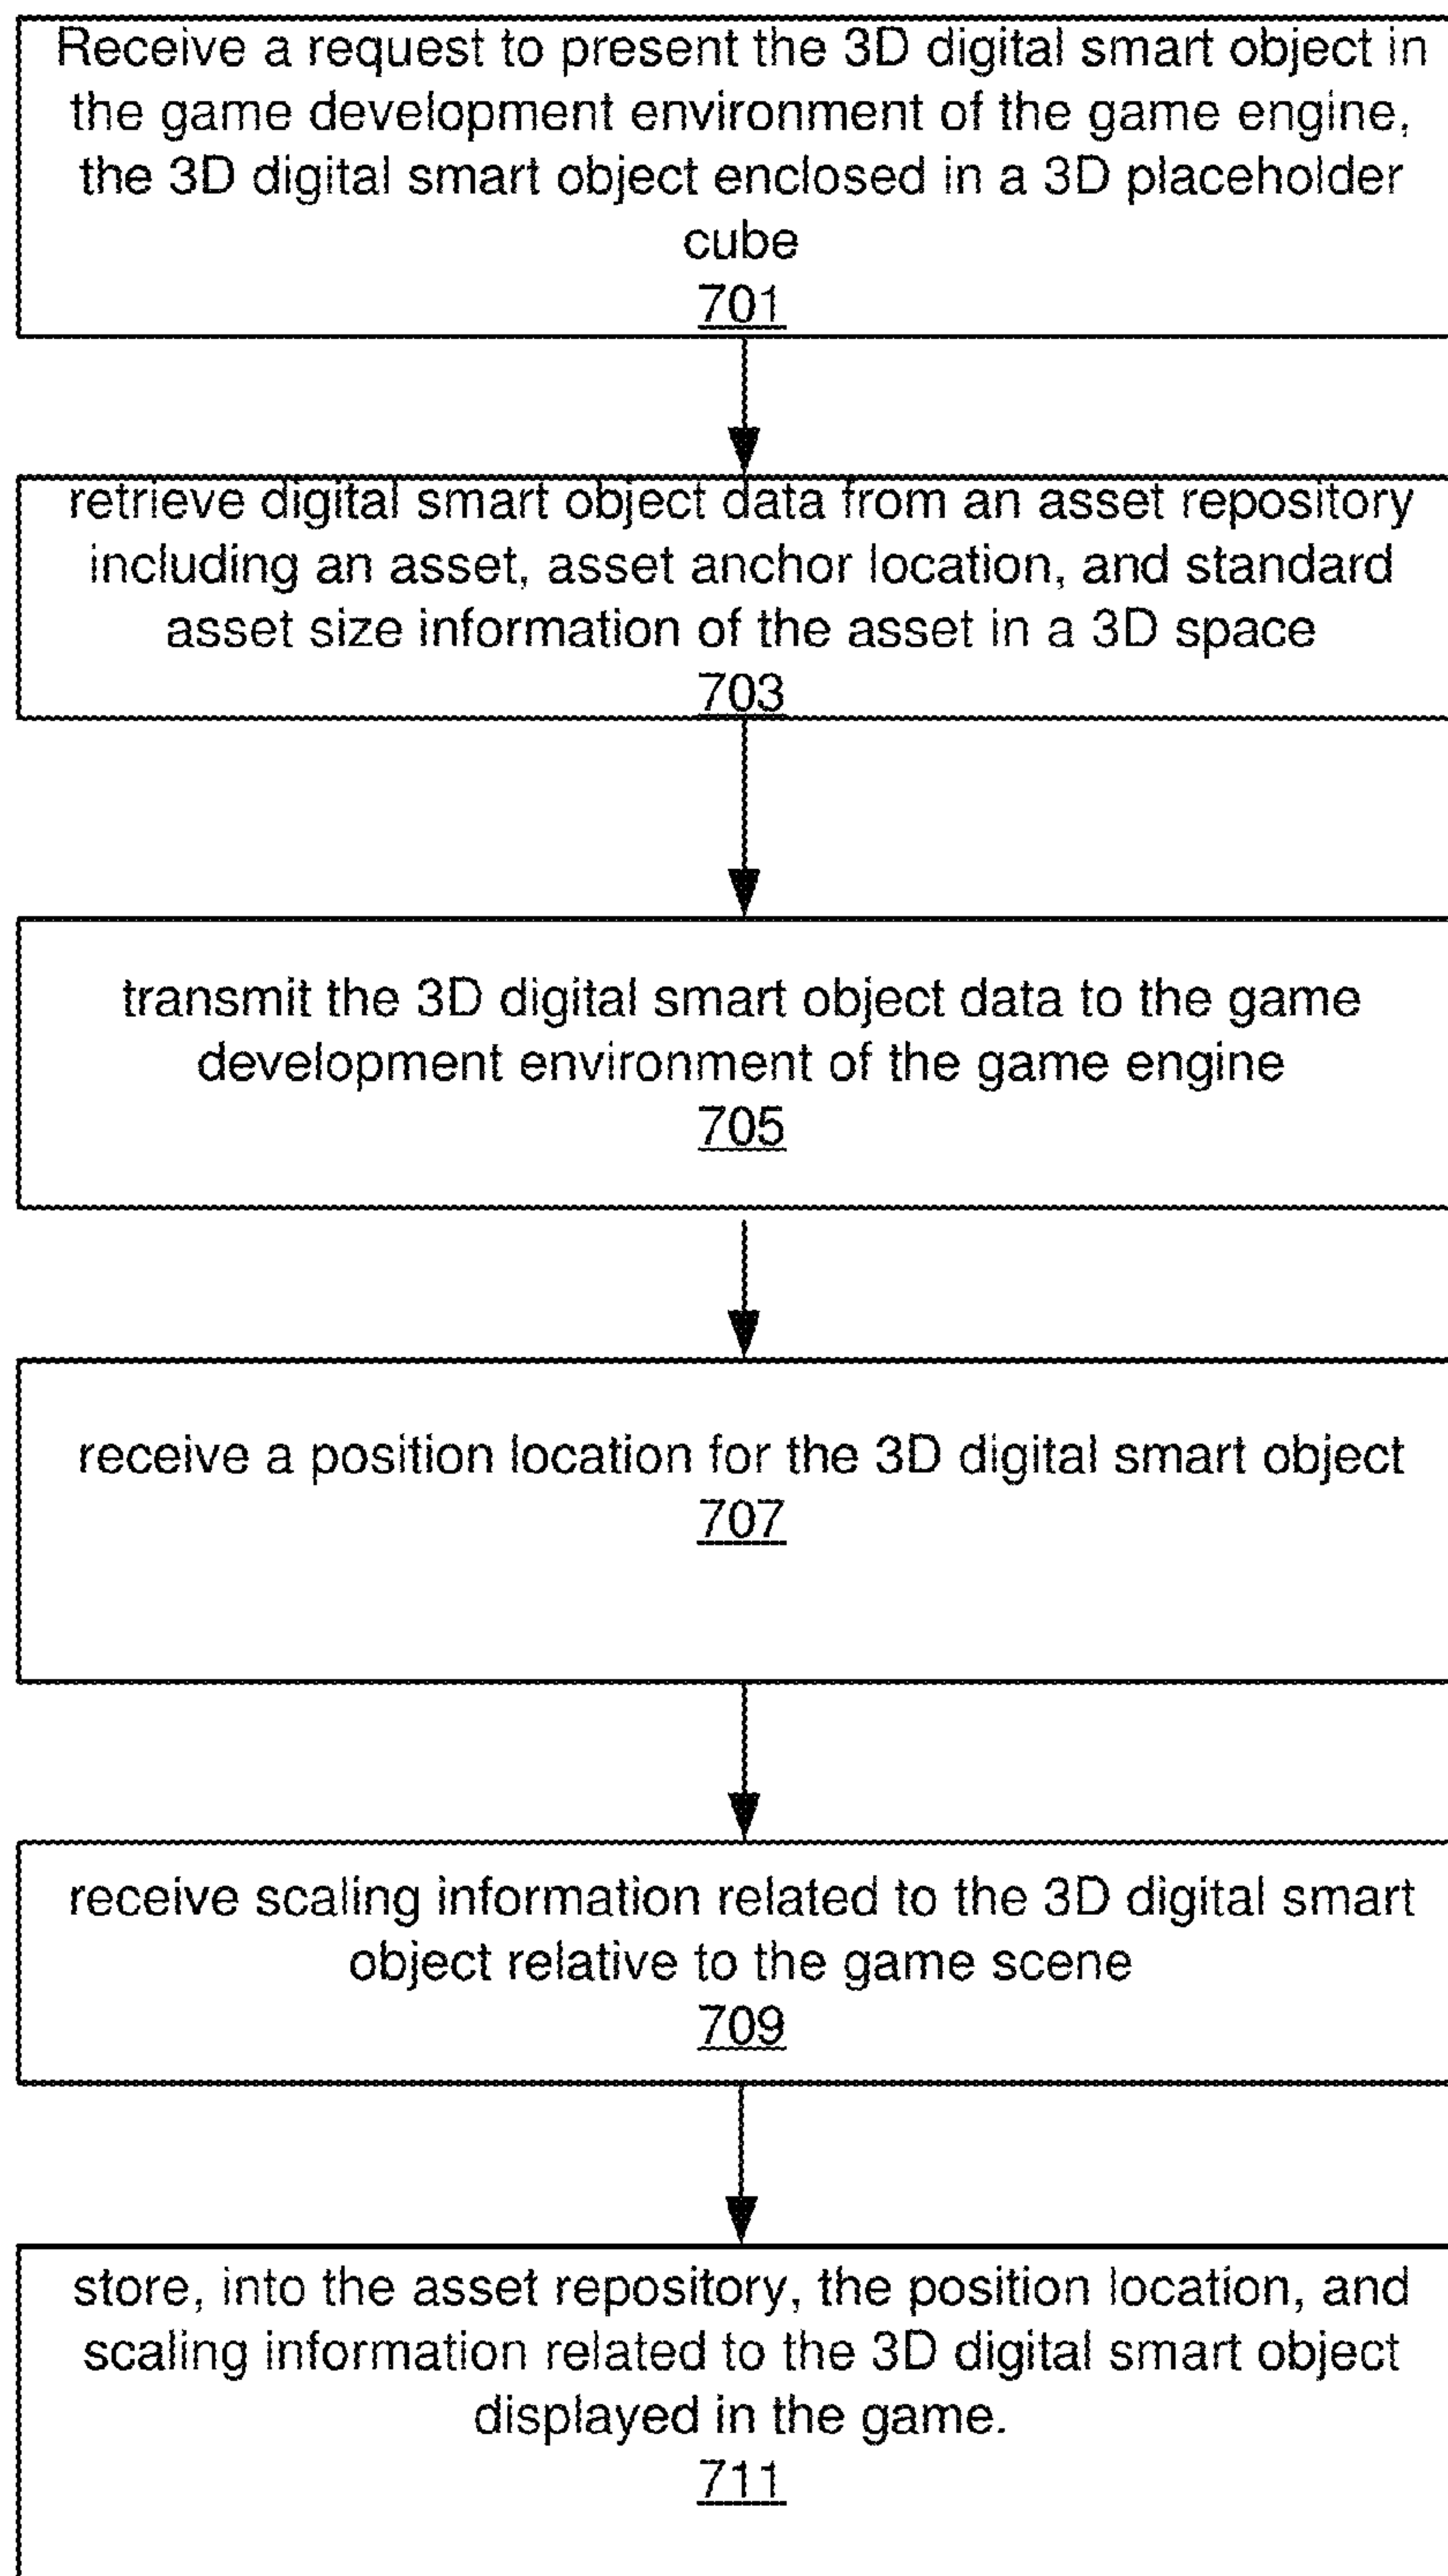 Receive a request to present the 3D digital smart object in
the game development environment of the game engine,
the 3D digital smart object enclosed in a 3D placeholder
cube
701
retrieve digital smart object data from an asset repository
including an asset, asset anchor location, and standard
asset size information of the asset in a 3D space
703
transmit the 3D digital smart object data to the game
development environment of the game engine
705
receive a position location for the 3D digital smart object
707
receive scaling information related to the 3D digital smart
object relative to the game scene
709
store, into the asset repository, the position location, and
scaling information related to the 3D digital smart object
displayed in the game.
711